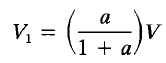 V₁ = (a / (1 + a)) V